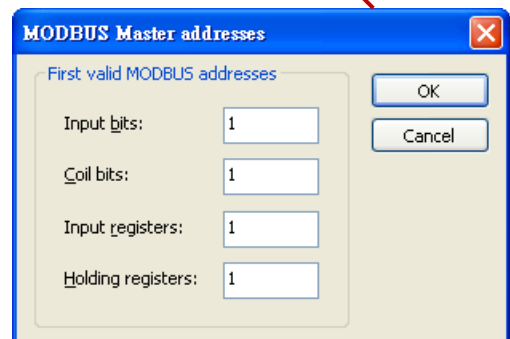 MODBUS Master addresses
First valid MODBUS addresses
OK
Input bits: 1
Cancel
Coil bits: 1
Input registers: 1
Holding registers: 1